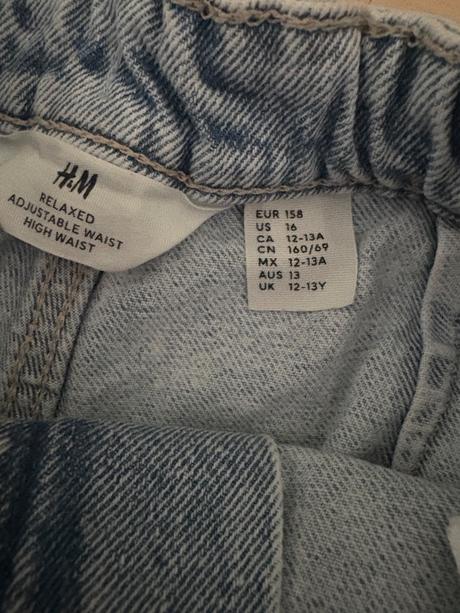 H&M
RELAXED
ADJUSTABLE WAIST
HIGH WAIST
EUR 158
US 16
CA 12-13A
CN 160/69
MX 12-13A
AUS 13
UK 12-13Y